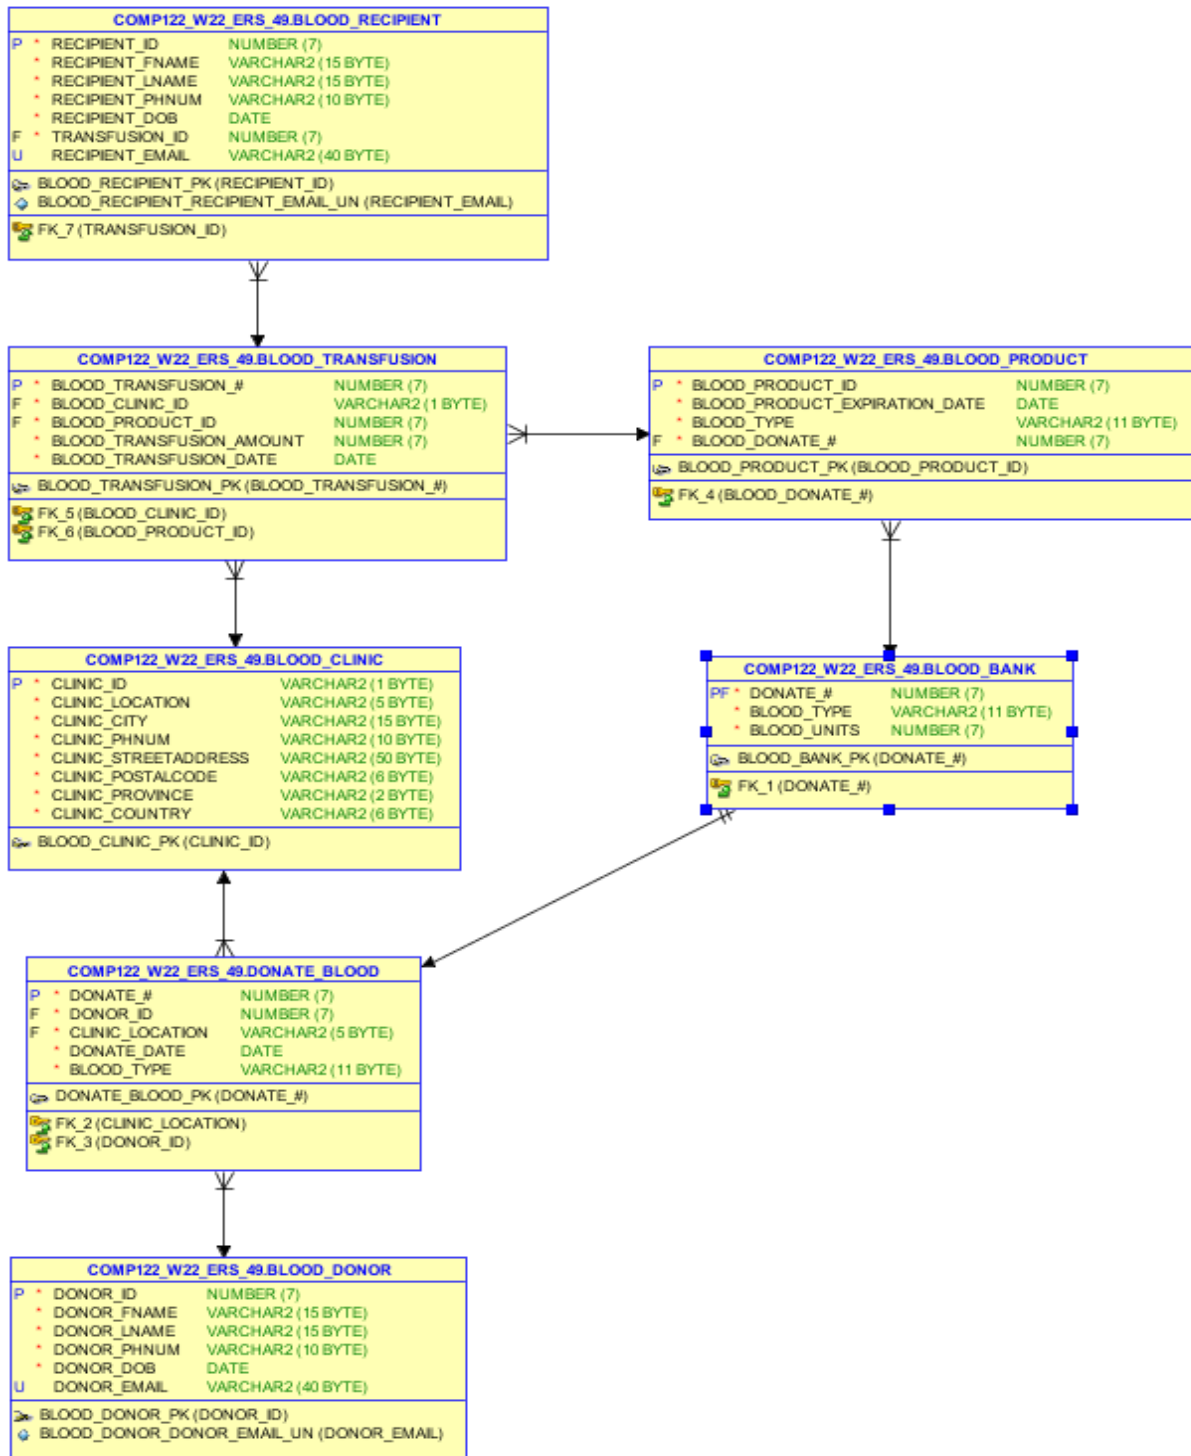 COMP122_W22_ERS_49.BLOOD_RECIPIENT
P * RECIPIENT_ID NUMBER (7)
* RECIPIENT_FNAME VARCHAR2 (15 BYTE)
* RECIPIENT_LNAME VARCHAR2 (15 BYTE)
* RECIPIENT_PHNUM VARCHAR2 (10 BYTE)
* RECIPIENT_DOB DATE
F * TRANSFUSION_ID NUMBER (7)
U RECIPIENT_EMAIL VARCHAR2 (40 BYTE)
BLOOD_RECIPIENT_PK (RECIPIENT_ID)
BLOOD_RECIPIENT_RECIPIENT_EMAIL_UN (RECIPIENT_EMAIL)
FK_7 (TRANSFUSION_ID)
COMP122_W22_ERS_49.BLOOD_TRANSFUSION
P * BLOOD_TRANSFUSION_# NUMBER (7)
F * BLOOD_CLINIC_ID VARCHAR2 (1 BYTE)
F * BLOOD_PRODUCT_ID NUMBER (7)
* BLOOD_TRANSFUSION_AMOUNT NUMBER (7)
* BLOOD_TRANSFUSION_DATE DATE
BLOOD_TRANSFUSION_PK (BLOOD_TRANSFUSION_#)
FK_5 (BLOOD_CLINIC_ID)
FK_6 (BLOOD_PRODUCT_ID)
COMP122_W22_ERS_49.BLOOD_PRODUCT
P * BLOOD_PRODUCT_ID NUMBER (7)
* BLOOD_PRODUCT_EXPIRATION_DATE DATE
* BLOOD_TYPE VARCHAR2 (11 BYTE)
F * BLOOD_DONATE_# NUMBER (7)
BLOOD_PRODUCT_PK (BLOOD_PRODUCT_ID)
FK_4 (BLOOD_DONATE_#)
COMP122_W22_ERS_49.BLOOD_CLINIC
P * CLINIC_ID VARCHAR2 (1 BYTE)
* CLINIC_LOCATION VARCHAR2 (5 BYTE)
* CLINIC_CITY VARCHAR2 (15 BYTE)
* CLINIC_PHNUM VARCHAR2 (10 BYTE)
* CLINIC_STREETADDRESS VARCHAR2 (50 BYTE)
* CLINIC_POSTALCODE VARCHAR2 (6 BYTE)
* CLINIC_PROVINCE VARCHAR2 (2 BYTE)
* CLINIC_COUNTRY VARCHAR2 (6 BYTE)
BLOOD_CLINIC_PK (CLINIC_ID)
COMP122_W22_ERS_49.BLOOD_BANK
PF * DONATE_# NUMBER (7)
* BLOOD_TYPE VARCHAR2 (11 BYTE)
* BLOOD_UNITS NUMBER (7)
BLOOD_BANK_PK (DONATE_#)
FK_1 (DONATE_#)
COMP122_W22_ERS_49.DONATE_BLOOD
P * DONATE_# NUMBER (7)
F * DONOR_ID NUMBER (7)
F * CLINIC_LOCATION VARCHAR2 (5 BYTE)
* DONATE_DATE DATE
* BLOOD_TYPE VARCHAR2 (11 BYTE)
DONATE_BLOOD_PK (DONATE_#)
FK_2 (CLINIC_LOCATION)
FK_3 (DONOR_ID)
COMP122_W22_ERS_49.BLOOD_DONOR
P * DONOR_ID NUMBER (7)
* DONOR_FNAME VARCHAR2 (15 BYTE)
* DONOR_LNAME VARCHAR2 (15 BYTE)
* DONOR_PHNUM VARCHAR2 (10 BYTE)
* DONOR_DOB DATE
U DONOR_EMAIL VARCHAR2 (40 BYTE)
BLOOD_DONOR_PK (DONOR_ID)
BLOOD_DONOR_DONOR_EMAIL_UN (DONOR_EMAIL)